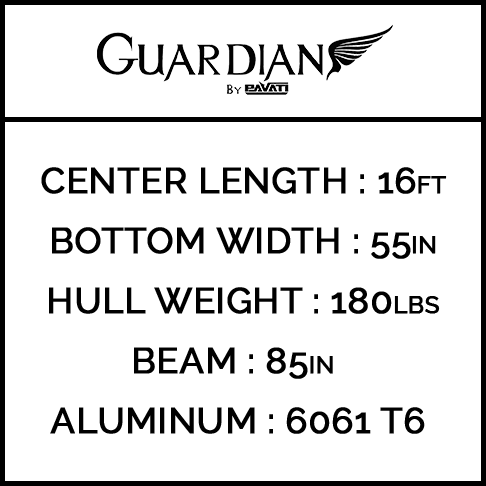 GUARDIAN
BY PAVATI
CENTER LENGTH : 16FT
BOTTOM WIDTH : 55IN
HULL WEIGHT : 180LBS
BEAM : 85IN
ALUMINUM : 6061 T6